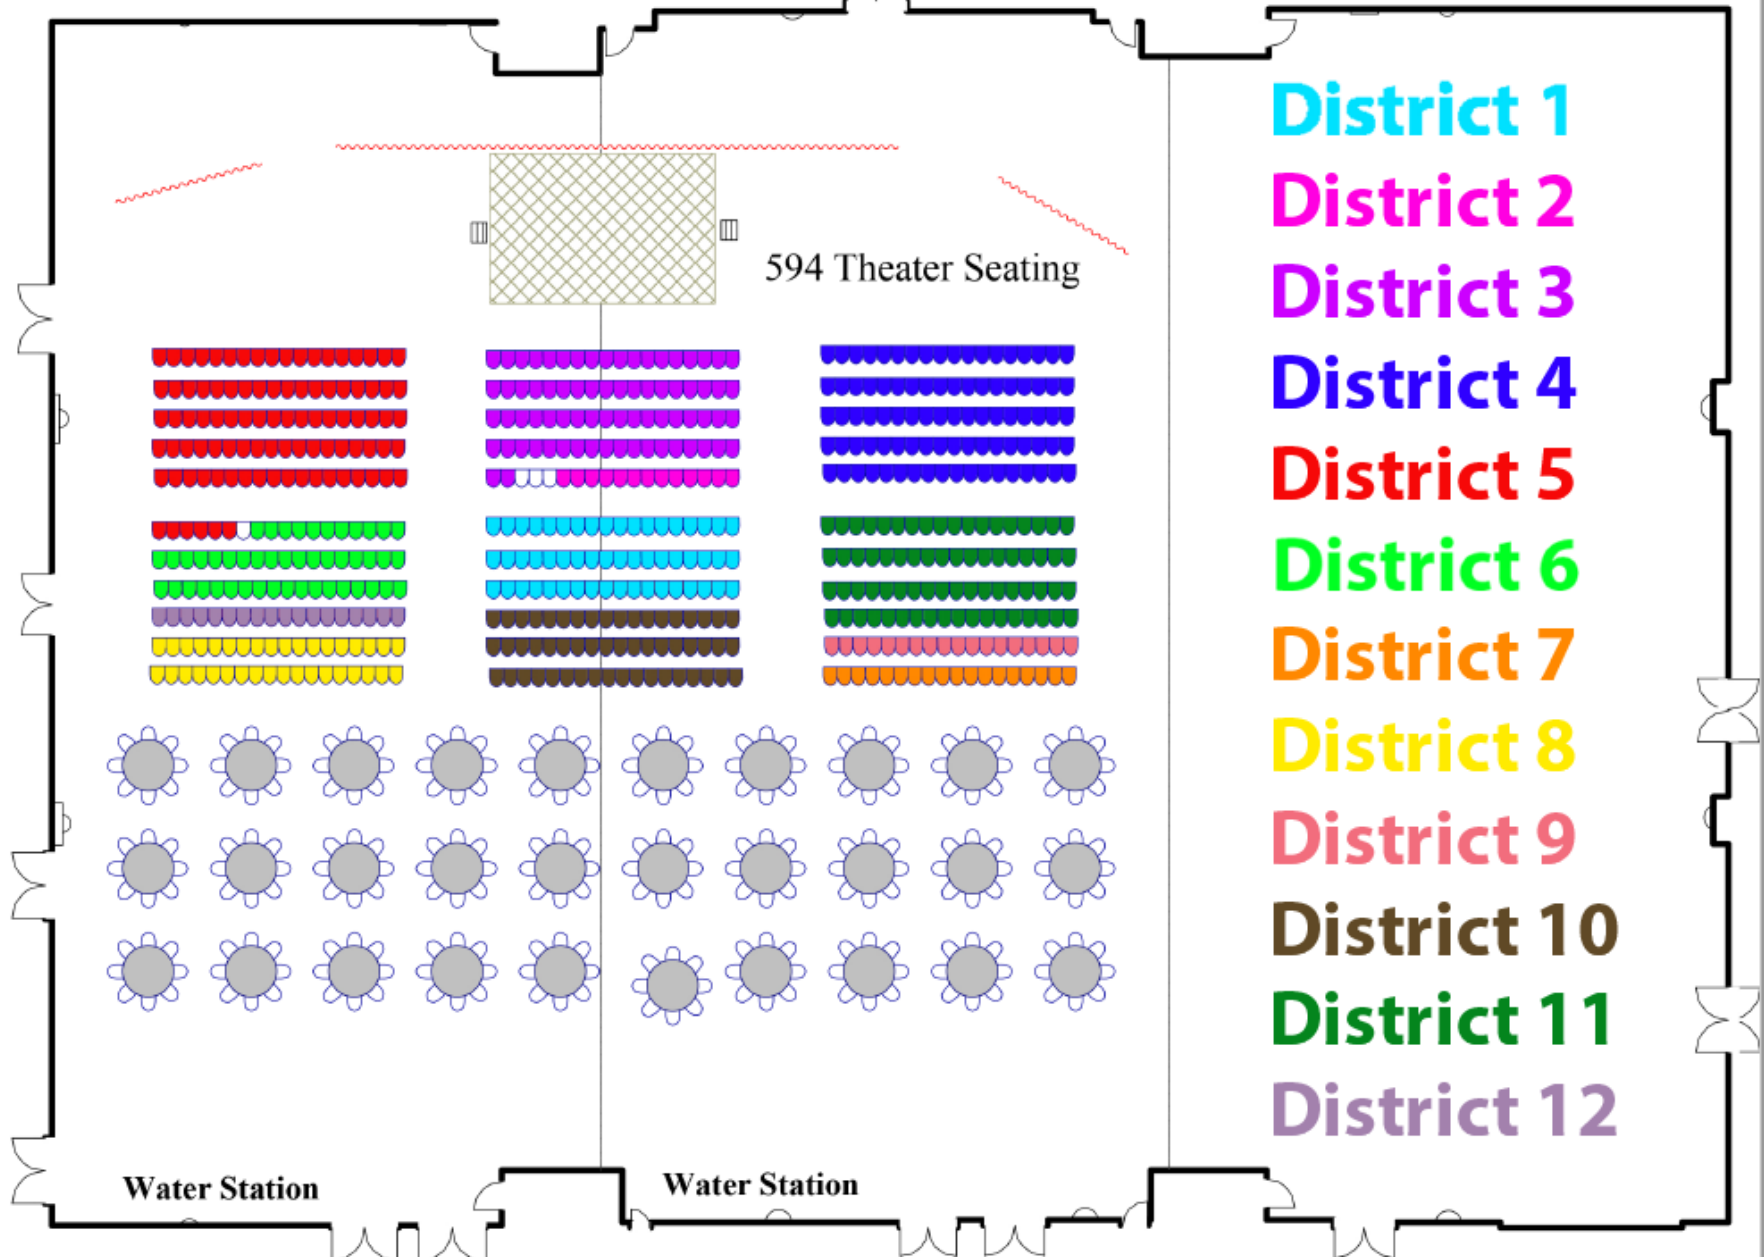 594 Theater Seating
District 1
District 2
District 3
District 4
District 5
District 6
District 7
District 8
District 9
District 10
District 11
District 12
Water Station
Water Station